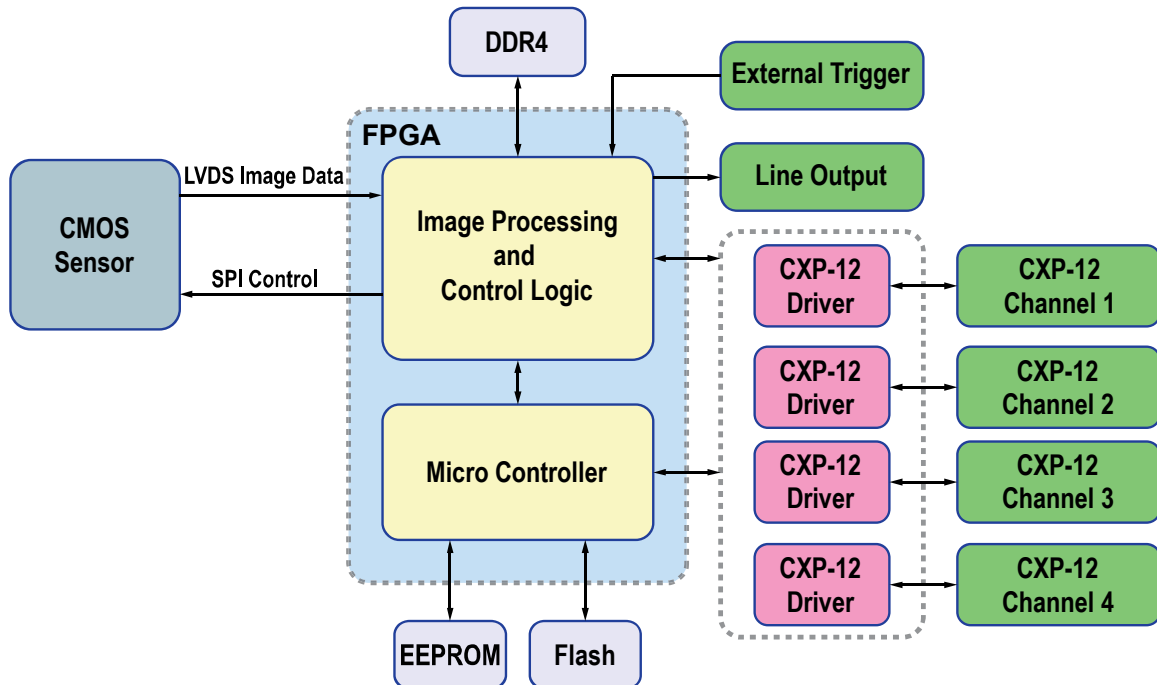 DDR4
External Trigger
FPGA
LVDS Image Data
Line Output
CMOS
Sensor
Image Processing
and
Control Logic
SPI Control
CXP-12
Driver
CXP-12
Channel 1
CXP-12
Driver
CXP-12
Channel 2
Micro Controller
CXP-12
Driver
CXP-12
Channel 3
CXP-12
Driver
CXP-12
Channel 4
EEPROM
Flash